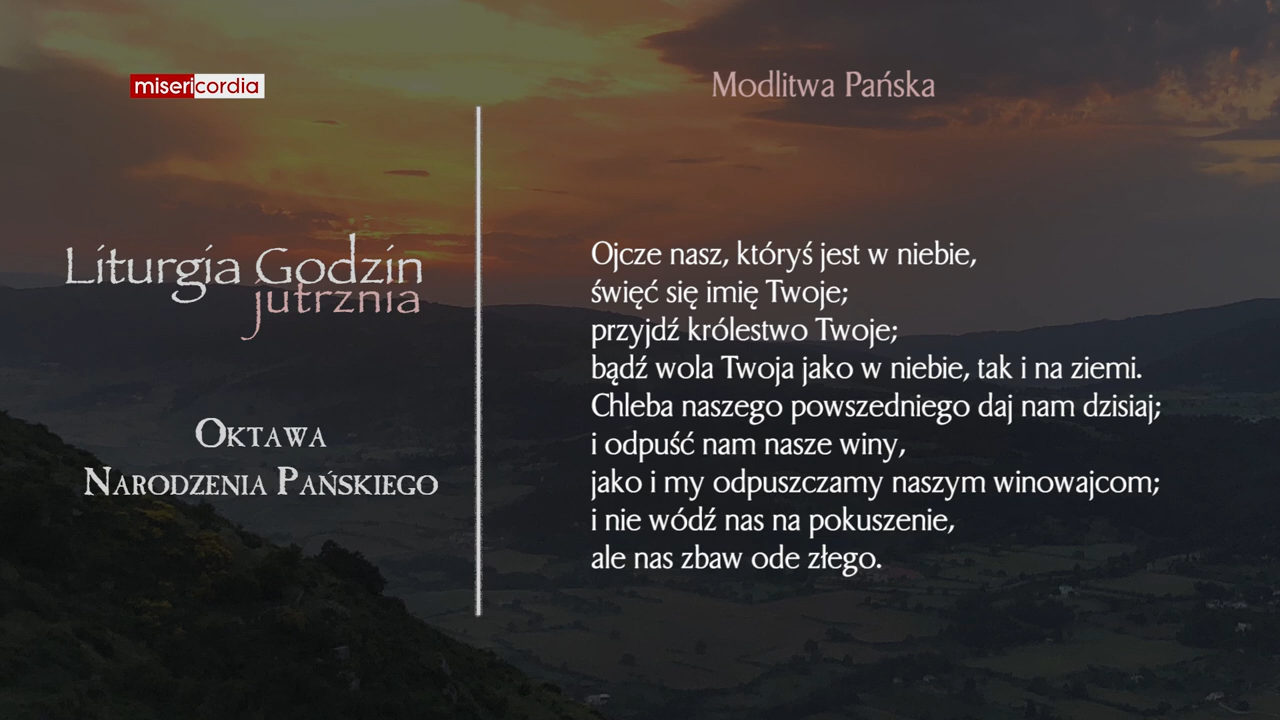 misericordia
Liturgia Godzin
jutrznia
Oktawa
Narodzenia Pańskiego
Modlitwa Pańska
Ojcze nasz, któryś jest w niebie,
święć się imię Twoje;
przyjdź królestwo Twoje;
bądź wola Twoja jako w niebie, tak i na ziemi.
Chleba naszego powszedniego daj nam dzisiaj;
i odpuść nam nasze winy,
jako i my odpuszczamy naszym winowajcom;
i nie wódź nas na pokuszenie,
ale nas zbaw ode złego.